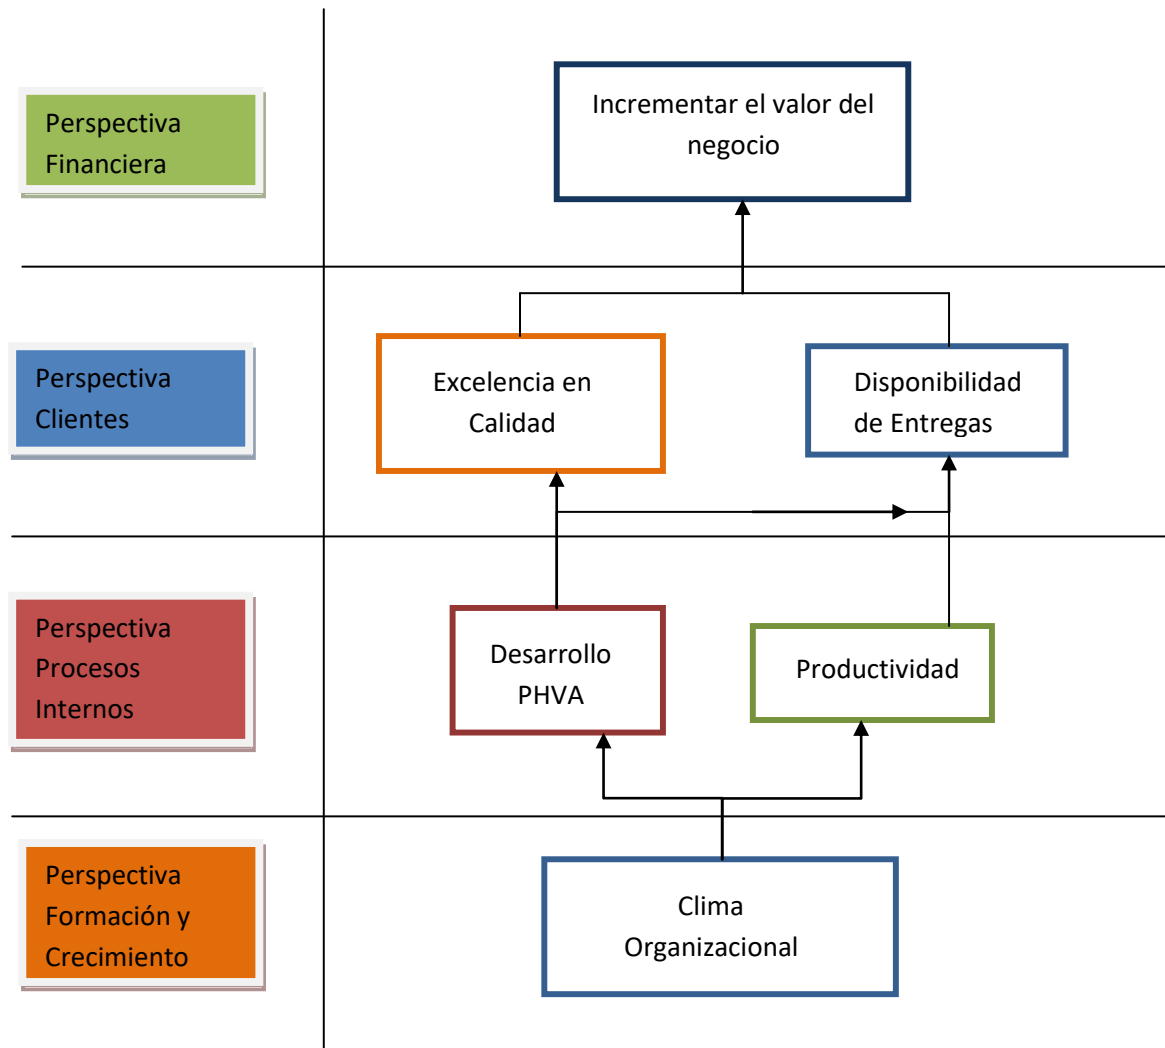 Perspectiva
Financiera
Incrementar el valor del
negocio
Perspectiva
Clientes
Excelencia en
Calidad
Disponibilidad
de Entregas
Perspectiva
Procesos
Internos
Desarrollo
PHVA
Productividad
Perspectiva
Formación y
Crecimiento
Clima
Organizacional